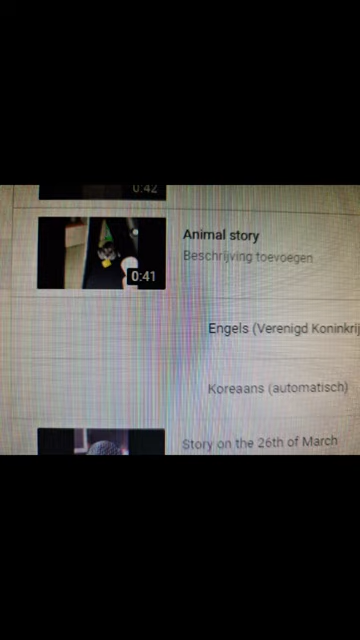 0:42
Animal story
Beschrijving toevoegen
0:41
Engels (Verenigd Koninkrij
Koreaans (automatisch)
Story on the 26th of March